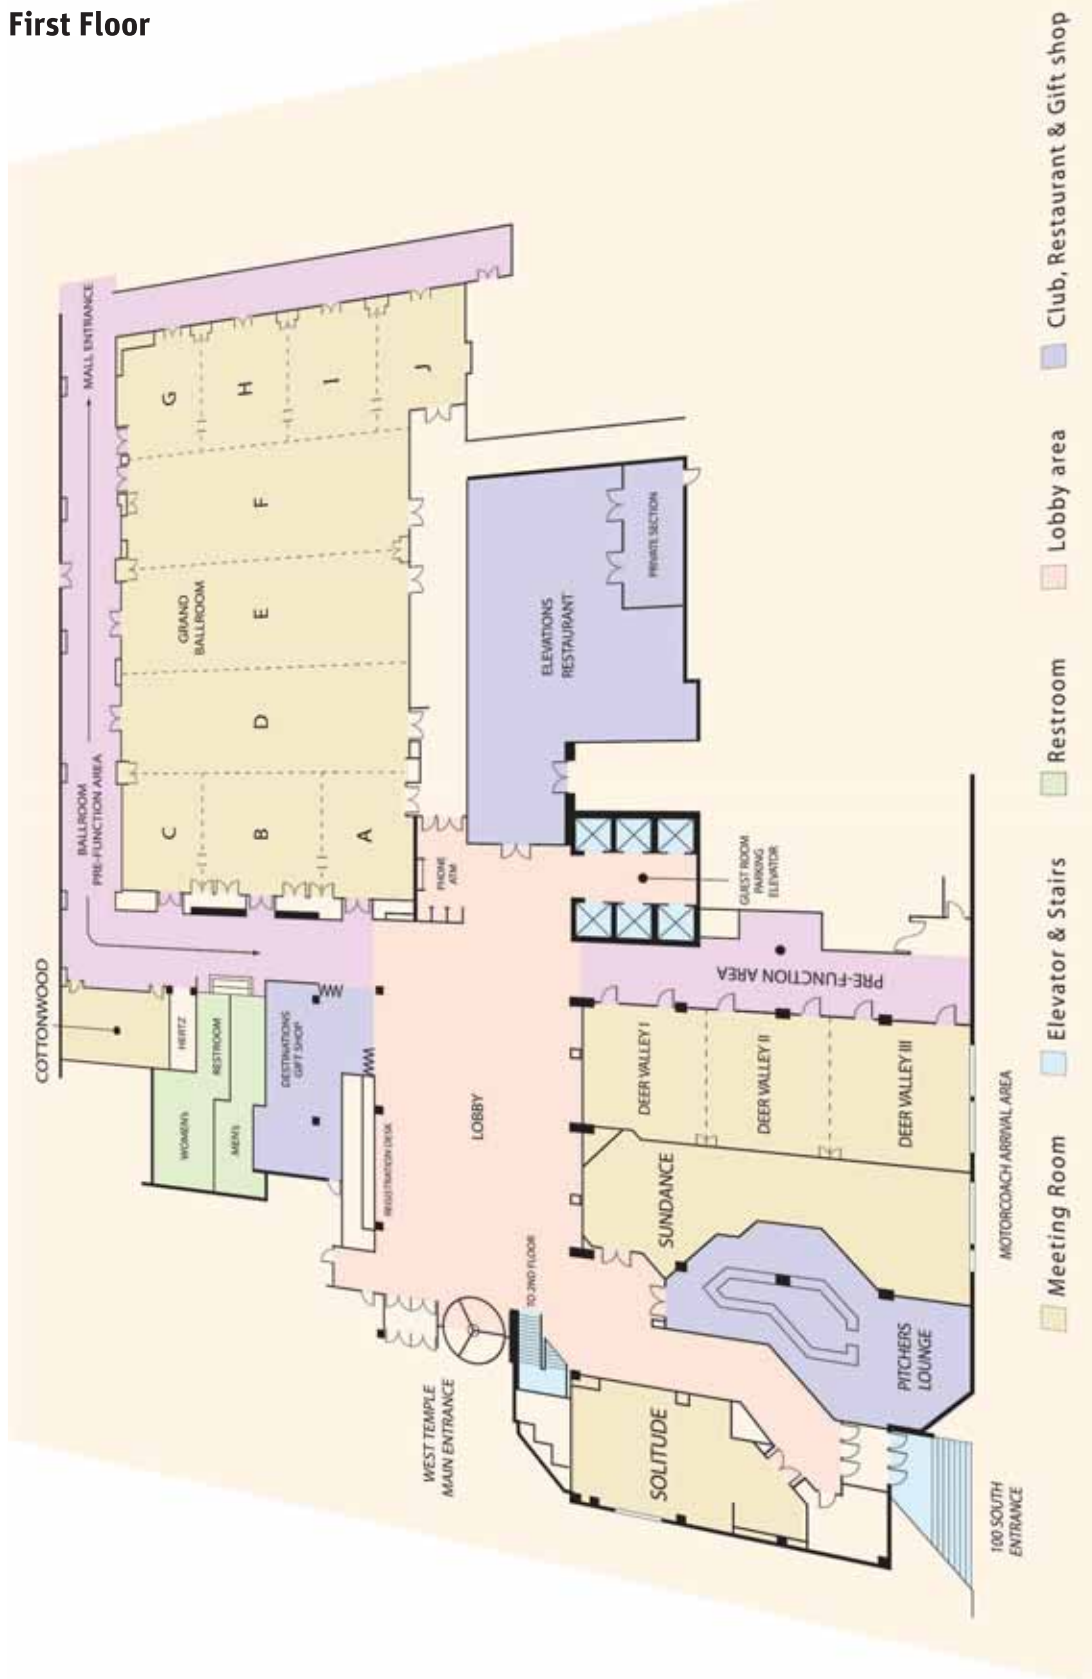 First Floor
COTTONWOOD
BALLROOM
PRE-FUNCTION AREA
MALL ENTRANCE
HERTZ
WOMEN'S
RESTROOM
MEN'S
DESTINATIONS
GIFT SHOP
GRAND
BALLROOM
A
B
C
D
E
F
G
H
I
J
PHONE
ATM
REGISTRATION DESK
LOBBY
ELEVATIONS
RESTAURANT
PRIVATE SECTION
GUEST ROOM
PARKING
ELEVATOR
PRE-FUNCTION AREA
WEST TEMPLE
MAIN ENTRANCE
TO 2ND FLOOR
SOLITUDE
SUNDANCE
DEER VALLEY I
DEER VALLEY II
DEER VALLEY III
PITCHERS
LOUNGE
100 SOUTH
ENTRANCE
MOTORCOACH ARRIVAL AREA
Meeting Room
Elevator & Stairs
Restroom
Lobby area
Club, Restaurant & Gift shop